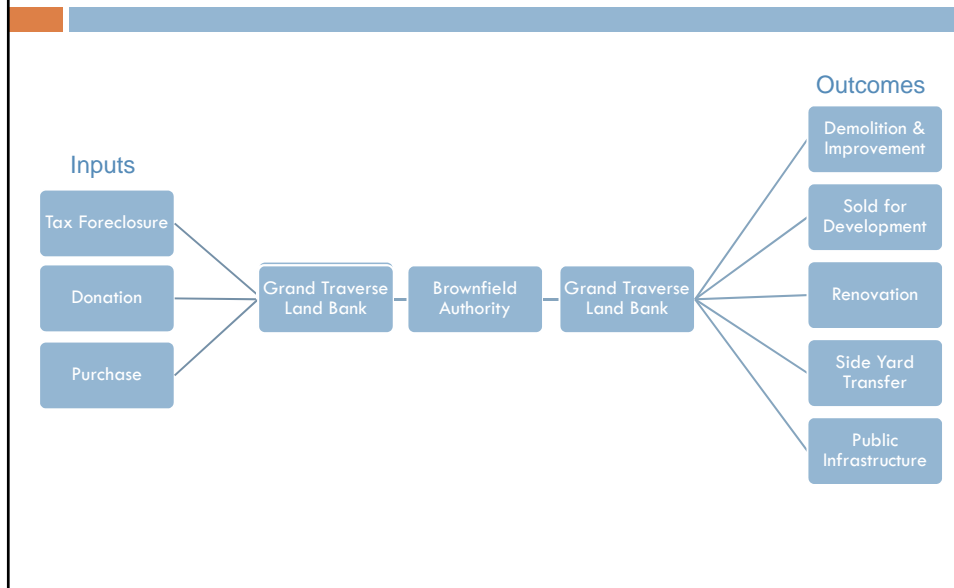 Inputs
Tax Foreclosure
Donation
Purchase
Grand Traverse
Land Bank
Brownfield
Authority
Grand Traverse
Land Bank
Outcomes
Demolition &
Improvement
Sold for
Development
Renovation
Side Yard
Transfer
Public
Infrastructure